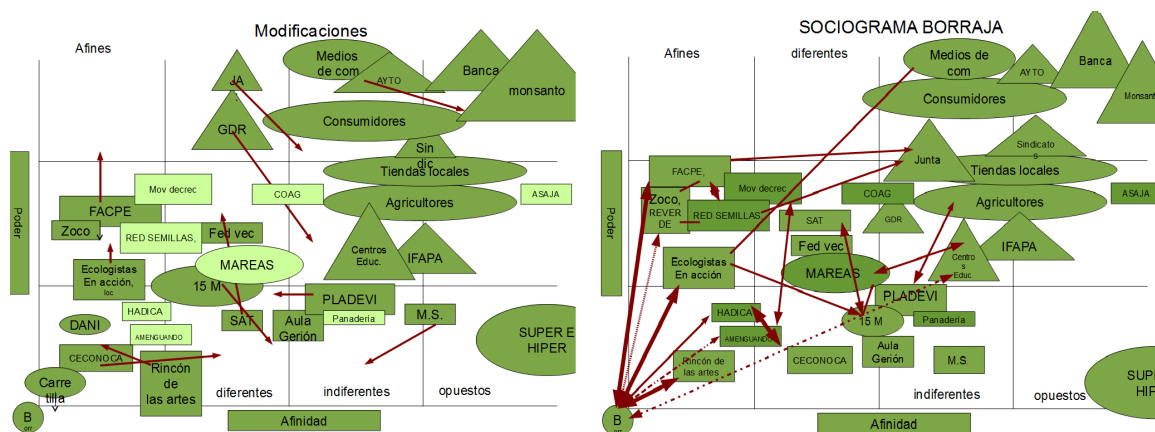 Modificaciones
Afines
Medios
de com
AYTO
Banca
JA
monsanto
Consumidores
GDR
Sin
dic
Tiendas locales
Mov decrec
COAG
ASAJA
Agricultores
FACPE
Zoco,
RED SEMILLAS,
Fed vec
Poder
Centros
Educ.
IFAPA
Ecologistas
En acción,
loc
MAREAS
15 M
PLADEVI
HADICA
SAT
Aula
Gerión
Panadería
M.S.
DANI
AMENGUANDO
SUPER E
HIPER
CECONOCA
Rincón
de
las artes
Carre
tilla
diferentes
indiferentes
opuestos
B
orr
Afinidad
SOCIOGRAMA BORRAJA
Afines
diferentes
Medios de
com
AYTO
Banca
Consumidores
Monsanto
Junta
Sindicato
s
FACPE,
Tiendas locales
Mov decrec
Zoco,
REVER
DE
RED SEMILLAS
COAG
ASAJA
Agricultores
SAT
GDR
Poder
Fed vec
Centro
s
Educ.
IFAPA
Ecologistas
En acción
MAREAS
PLADEVI
HADICA
15 M
Panadería
AMENGUANDO
Aula
Gerión
Rincón de
las artes
CECONOCA
M.S.
SUPE
HIP
indiferentes
opuestos
B
orr
Afinidad